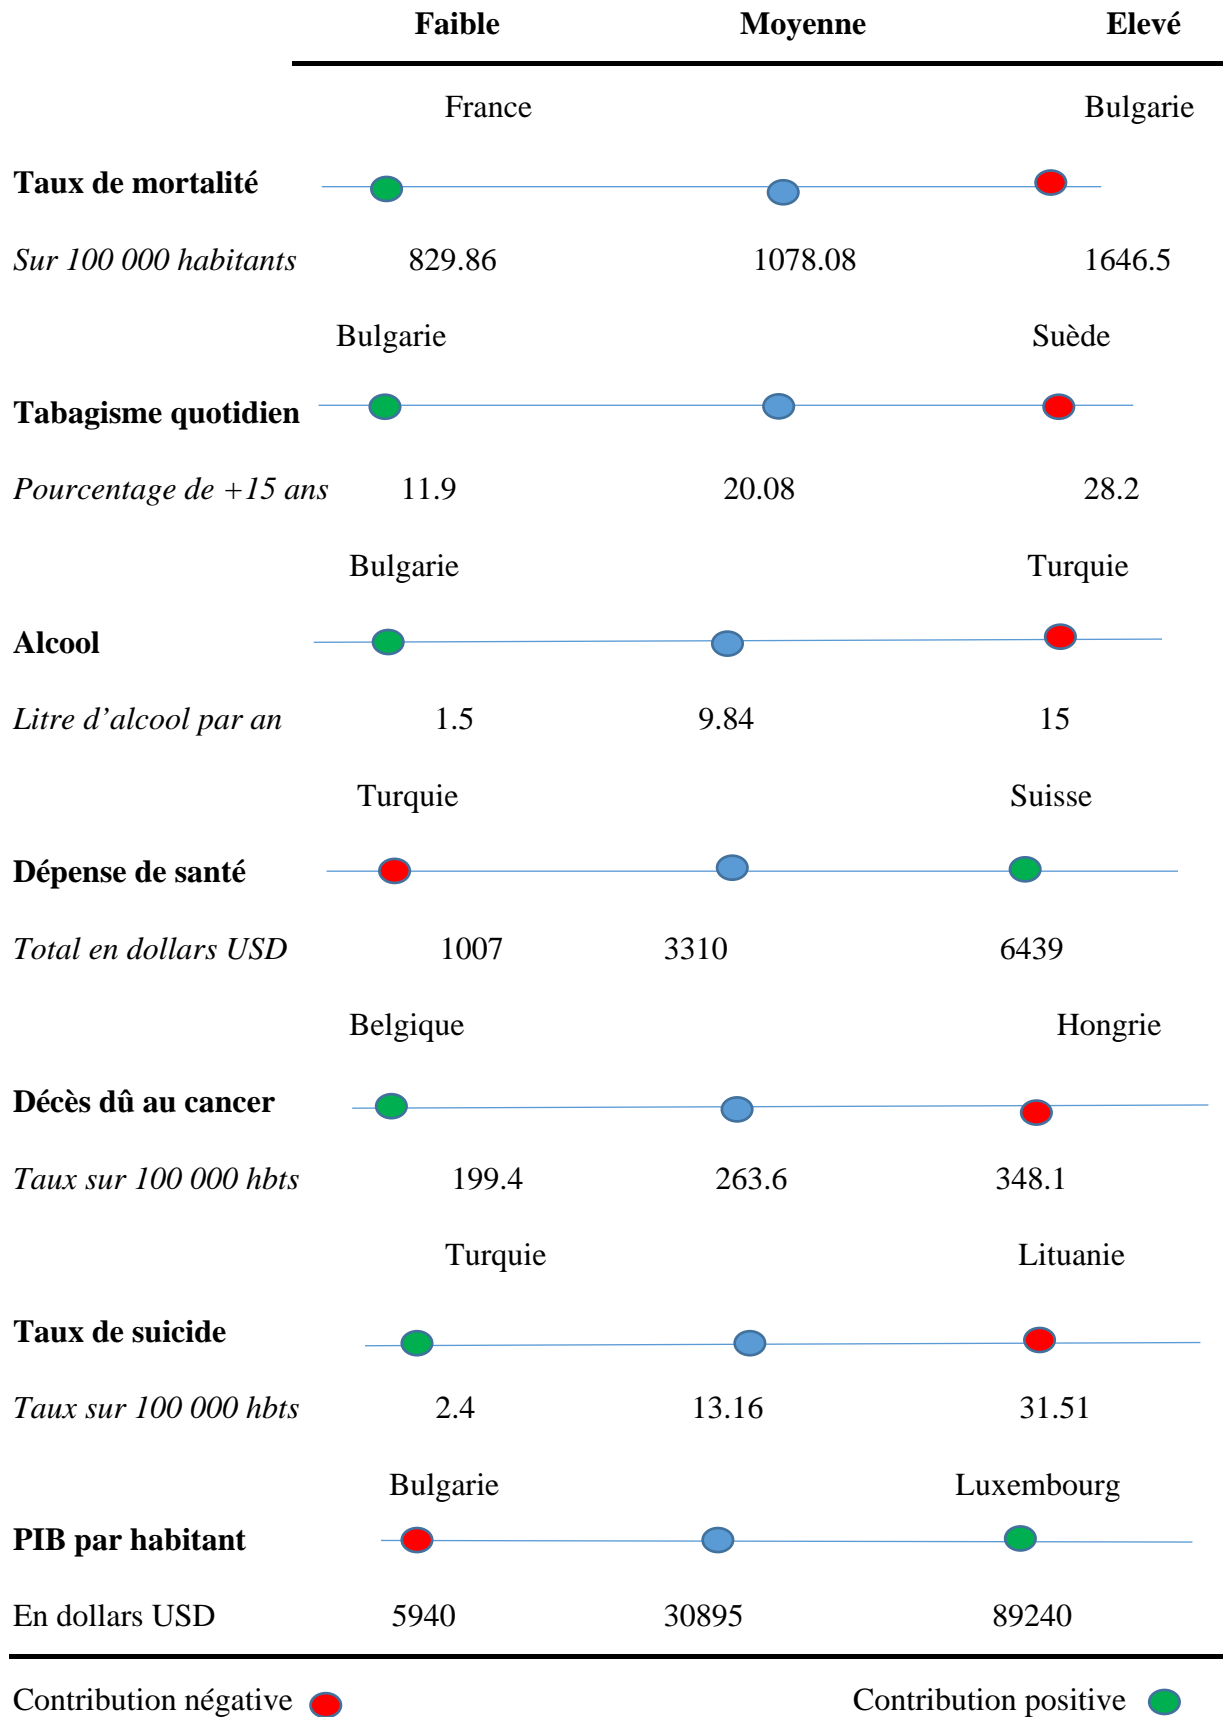 Faible Moyenne Elevé
France Bulgarie
Taux de mortalité
Sur 100 000 habitants 829.86 1078.08 1646.5
Bulgarie Suède
Tabagisme quotidien
Pourcentage de +15 ans 11.9 20.08 28.2
Bulgarie Turquie
Alcool
Litre d'alcool par an 1.5 9.84 15
Turquie Suisse
Dépense de santé
Total en dollars USD 1007 3310 6439
Belgique Hongrie
Décès dû au cancer
Taux sur 100 000 hbts 199.4 263.6 348.1
Turquie Lituanie
Taux de suicide
Taux sur 100 000 hbts 2.4 13.16 31.51
Bulgarie Luxembourg
PIB par habitant
En dollars USD 5940 30895 89240
Contribution négative Contribution positive